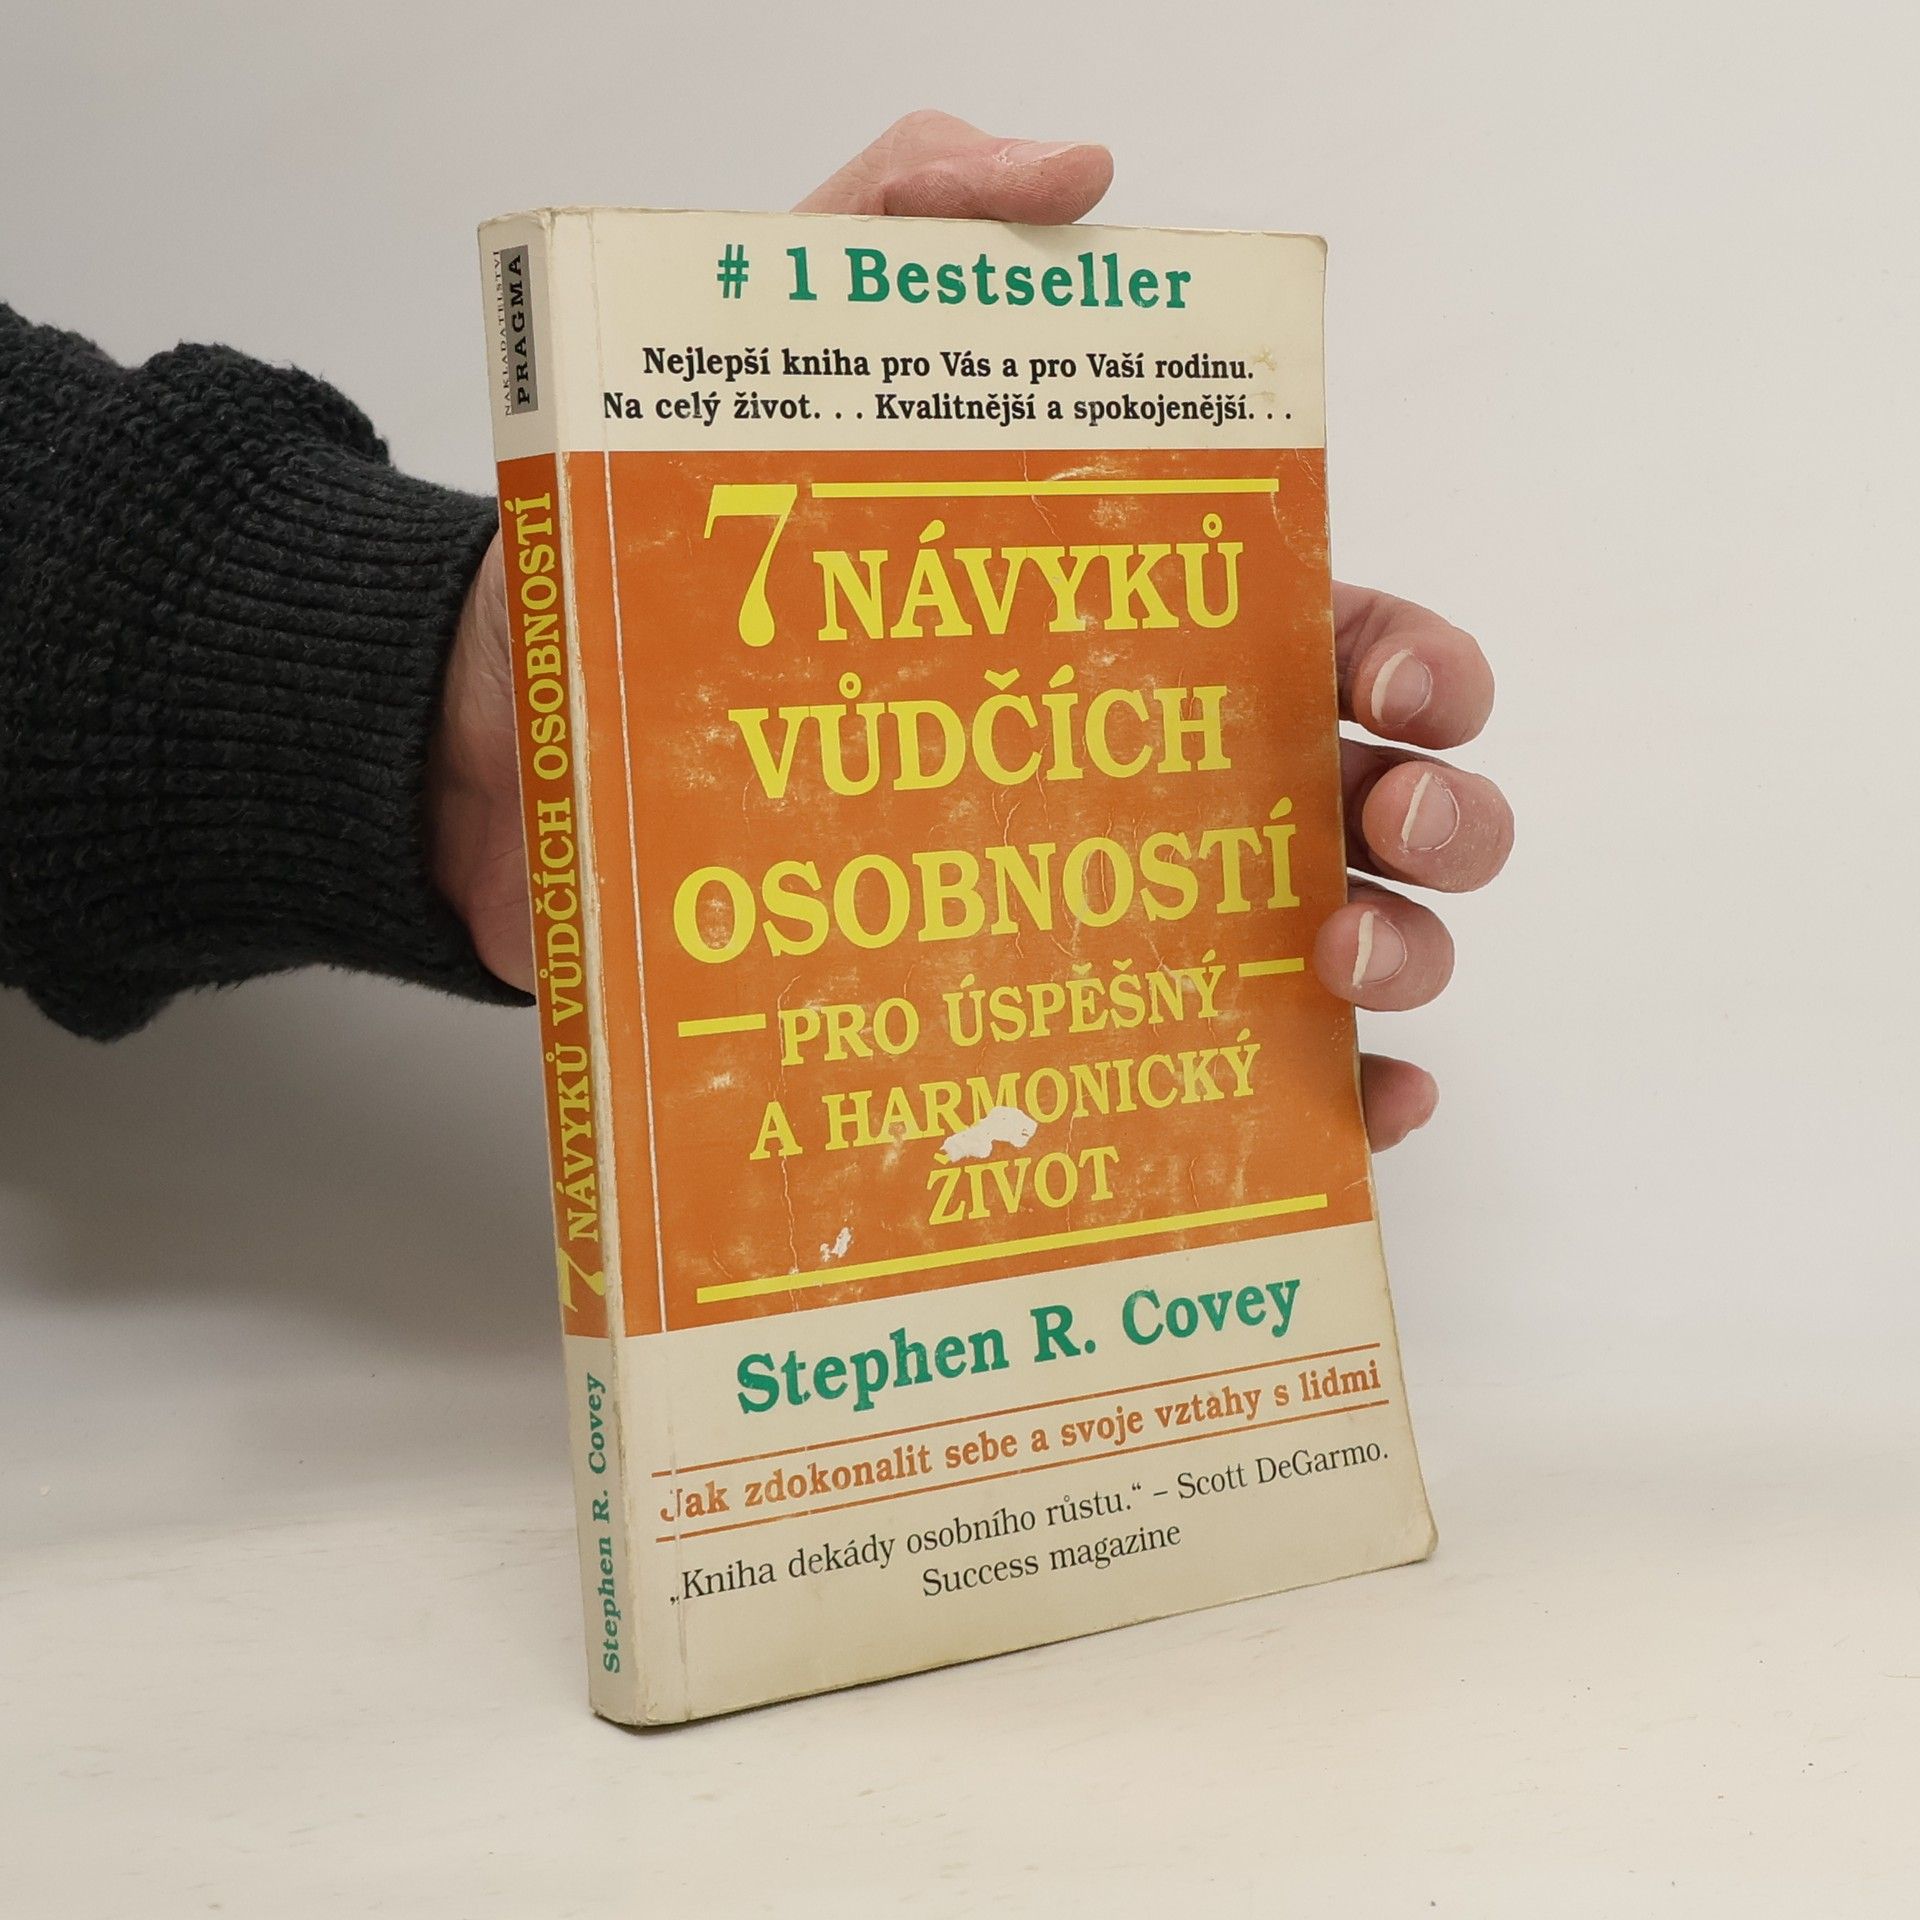 # 1 Bestseller
Nejlepší kniha pro Vás a pro Vaší rodinu.
Na celý život. . . Kvalitnější a spokojenější. . .
7 NÁVYKŮ
VŮDČÍCH
OSOBNOSTÍ
PRO ÚSPĚŠNÝ
A HARMONICKÝ
ŽIVOT
Stephen R. Covey
Jak zdokonalit sebe a svoje vztahy s lidmi
„Kniha dekády osobního růstu.“ – Scott DeGarmo.
Success magazine
NAKLADATELSTVÍ
PRAGMA
7 NÁVYKŮ VŮDČÍCH OSOBNOSTÍ
Stephen R. Covey